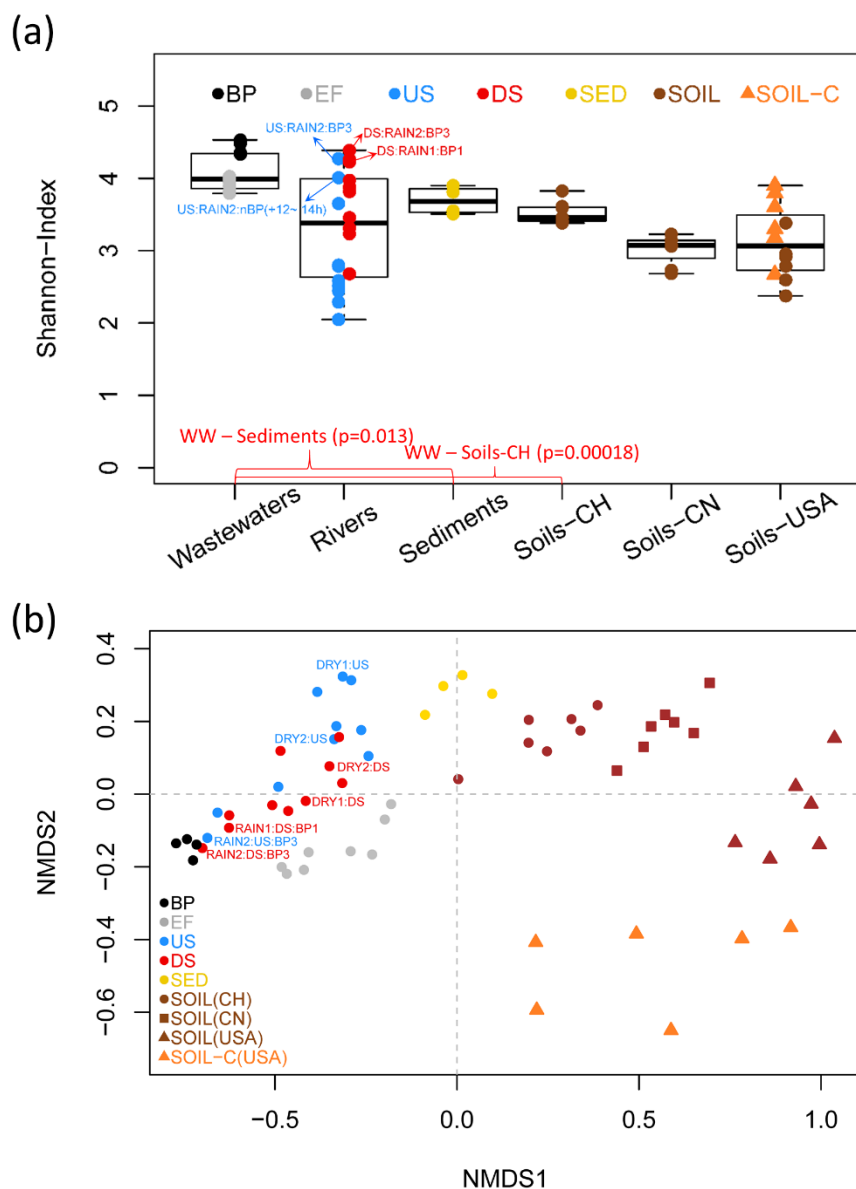 (a)
BP EF US DS SED SOIL SOIL-C
5
4
3
2
1
0
Shannon-Index
US:RAIN2:BP3
DS:RAIN2:BP3
DS:RAIN1:BP1
US:RAIN2:nBP(+12~ 14h)
WW – Sediments (p=0.013)
WW – Soils-CH (p=0.00018)
Wastewaters
Rivers
Sediments
Soils-CH
Soils-CN
Soils-USA
(b)
0.4
0.2
0.0
-0.2
-0.4
-0.6
NMDS2
DRY1:US
DRY2:US
DRY2:DS
DRY1:DS
RAIN1:DS:BP1
RAIN2:US:BP3
RAIN2:DS:BP3
BP
EF
US
DS
SED
SOIL(CH)
SOIL(CN)
SOIL(USA)
SOIL-C(USA)
-0.5 0.0 0.5 1.0
NMDS1